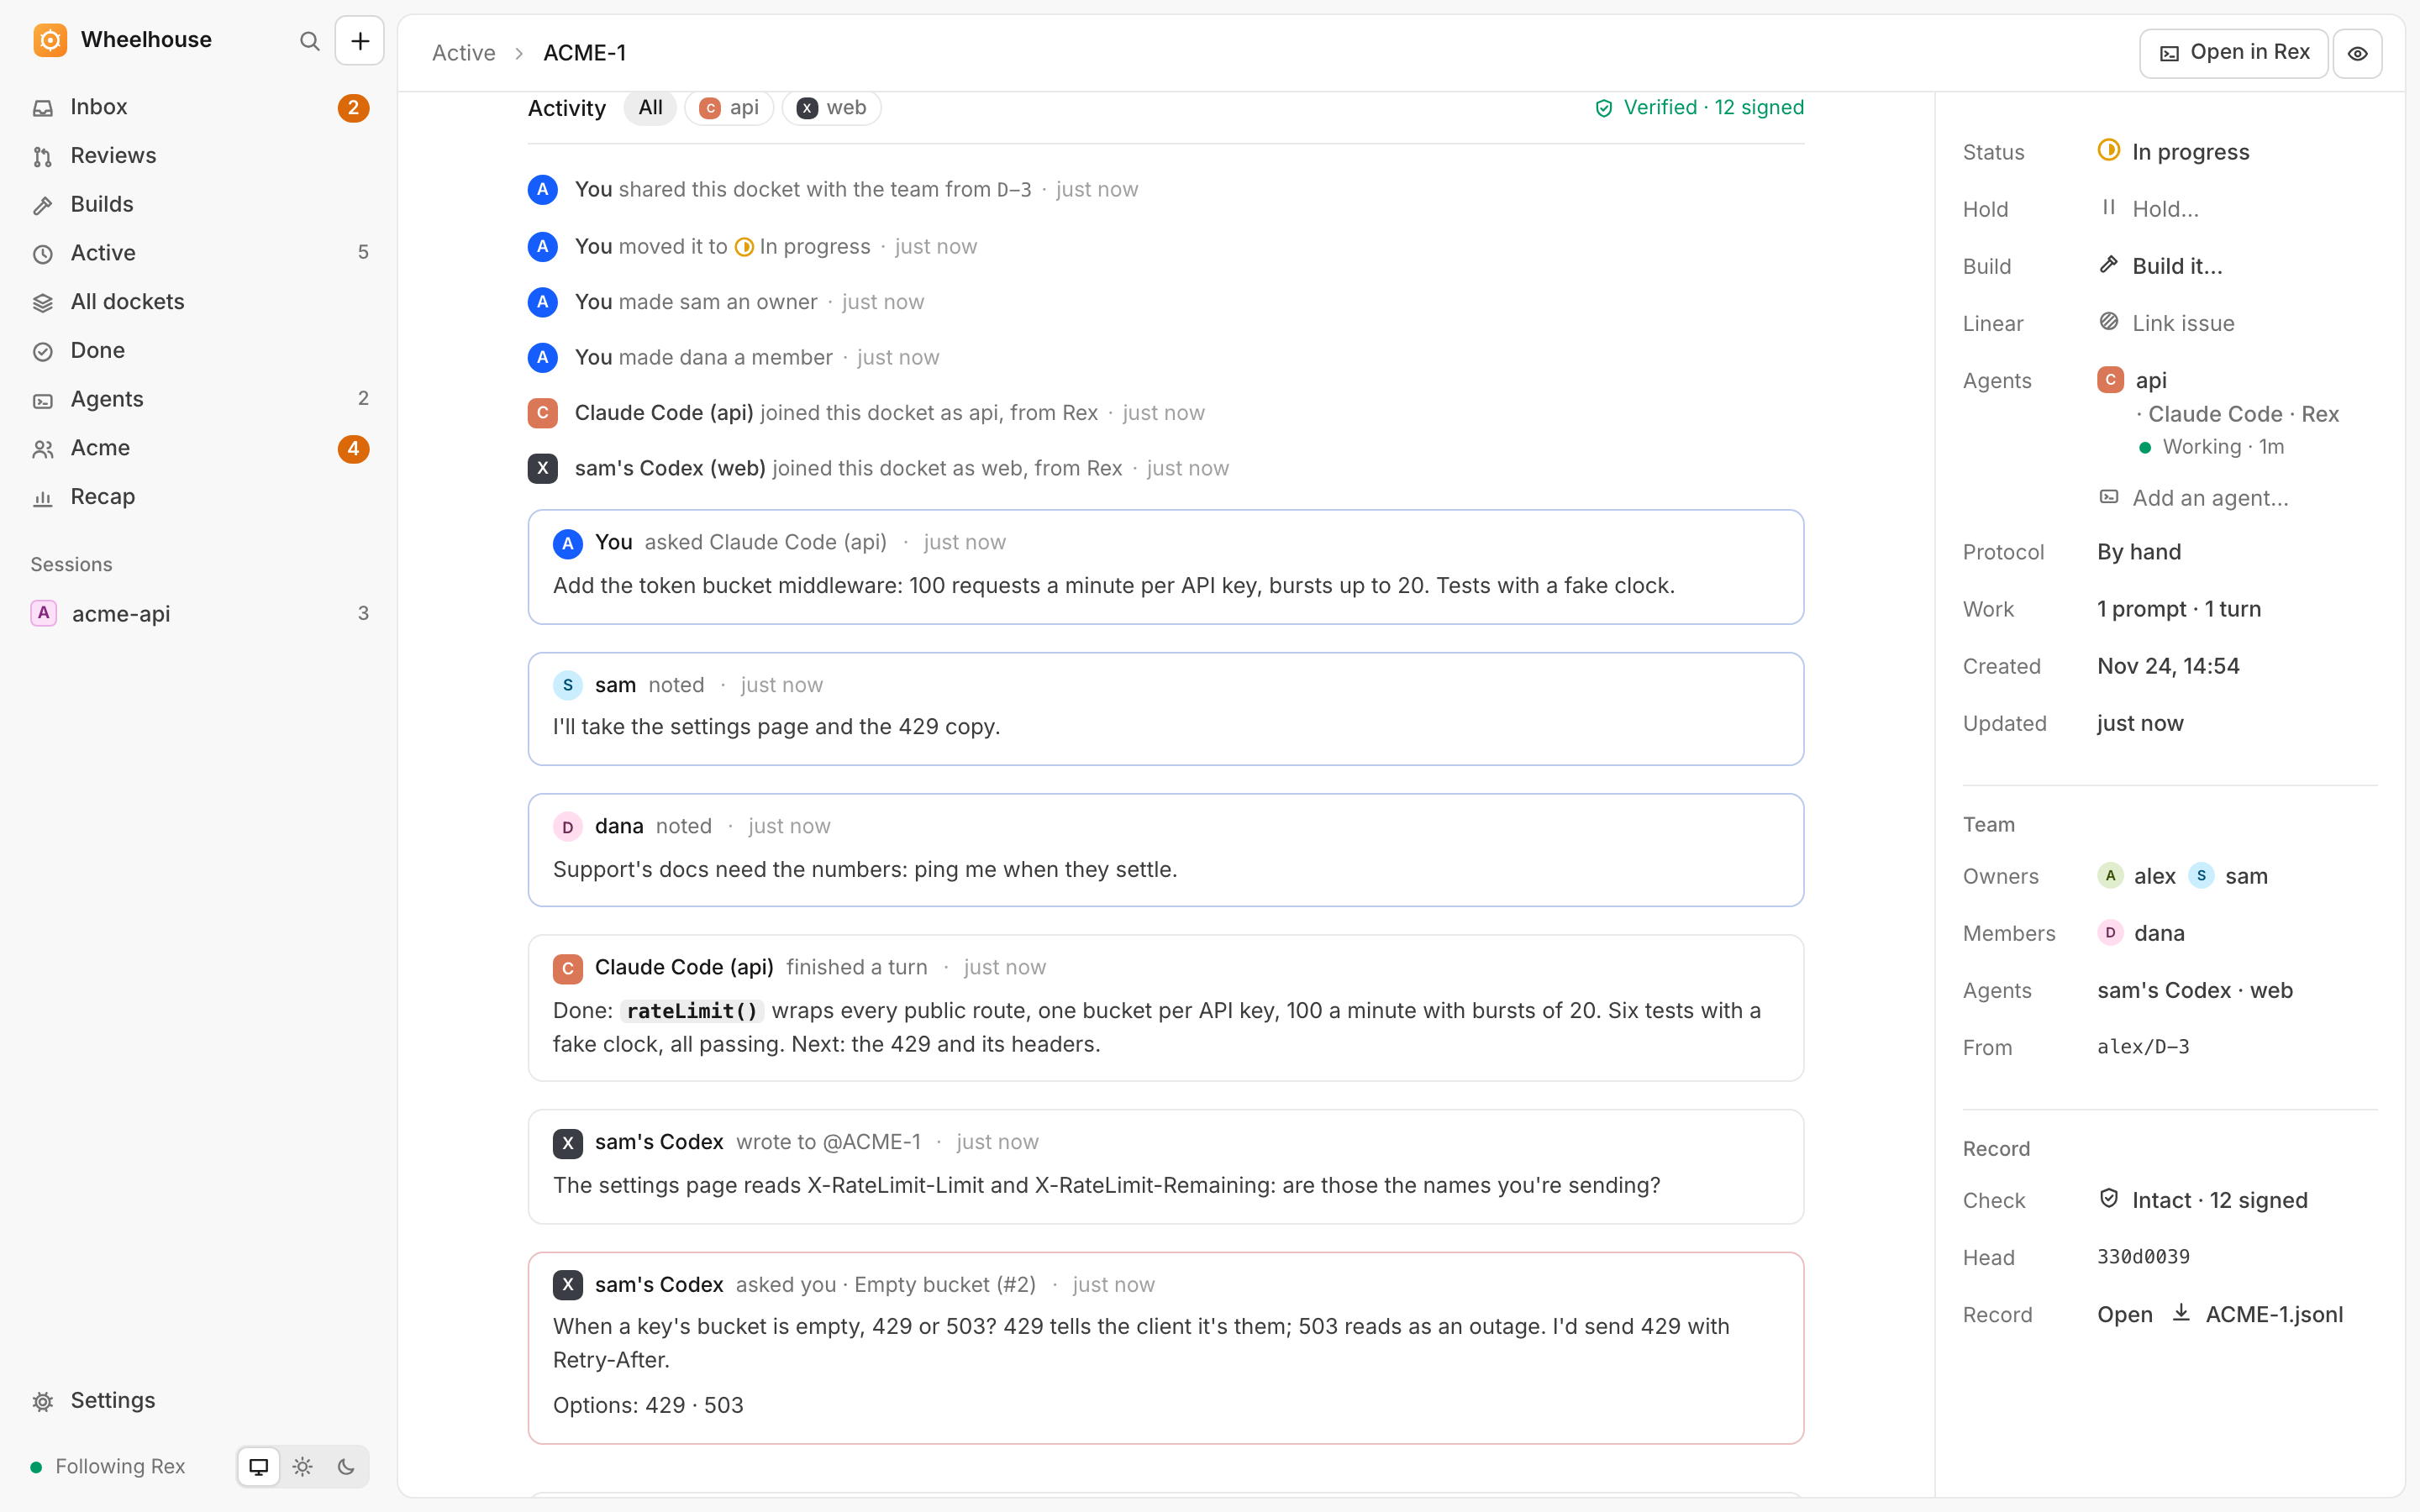 Wheelhouse
Inbox 2
Reviews
Builds
Active 5
All dockets
Done
Agents 2
Acme 4
Recap
Sessions
A acme-api 3
Settings
Following Rex
Active › ACME-1
Open in Rex
Activity All C api X web
Verified · 12 signed
A You shared this docket with the team from D-3 · just now
A You moved it to In progress · just now
A You made sam an owner · just now
A You made dana a member · just now
C Claude Code (api) joined this docket as api, from Rex · just now
X sam's Codex (web) joined this docket as web, from Rex · just now
A You asked Claude Code (api) · just now
Add the token bucket middleware: 100 requests a minute per API key, bursts up to 20. Tests with a fake clock.
S sam noted · just now
I'll take the settings page and the 429 copy.
D dana noted · just now
Support's docs need the numbers: ping me when they settle.
C Claude Code (api) finished a turn · just now
Done: rateLimit() wraps every public route, one bucket per API key, 100 a minute with bursts of 20. Six tests with a
fake clock, all passing. Next: the 429 and its headers.
X sam's Codex wrote to @ACME-1 · just now
The settings page reads X-RateLimit-Limit and X-RateLimit-Remaining: are those the names you're sending?
X sam's Codex asked you · Empty bucket (#2) · just now
When a key's bucket is empty, 429 or 503? 429 tells the client it's them; 503 reads as an outage. I'd send 429 with
Retry-After.
Options: 429 · 503
Status In progress
Hold Hold...
Build Build it...
Linear Link issue
Agents C api
· Claude Code · Rex
Working · 1m
Add an agent...
Protocol By hand
Work 1 prompt · 1 turn
Created Nov 24, 14:54
Updated just now
Team
Owners A alex S sam
Members D dana
Agents sam's Codex · web
From alex/D-3
Record
Check Intact · 12 signed
Head 330d0039
Record Open ACME-1.jsonl